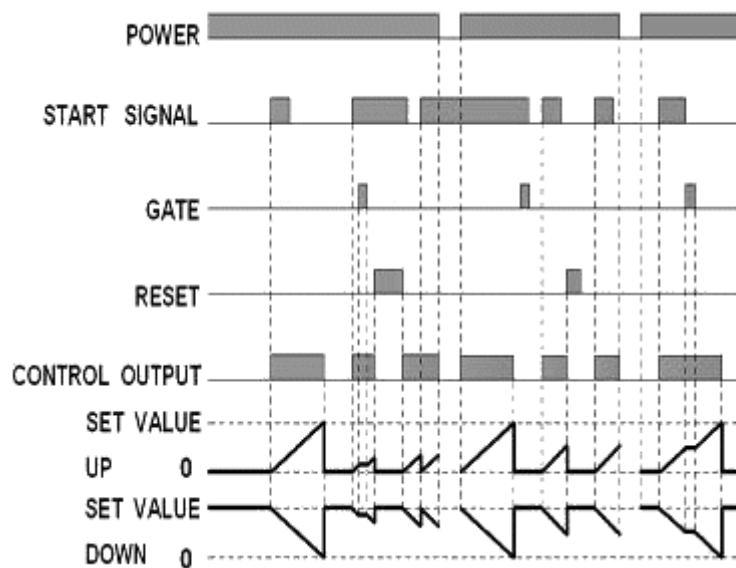 POWER
START SIGNAL
GATE
RESET
CONTROL OUTPUT
SET VALUE
UP 0
SET VALUE
DOWN 0